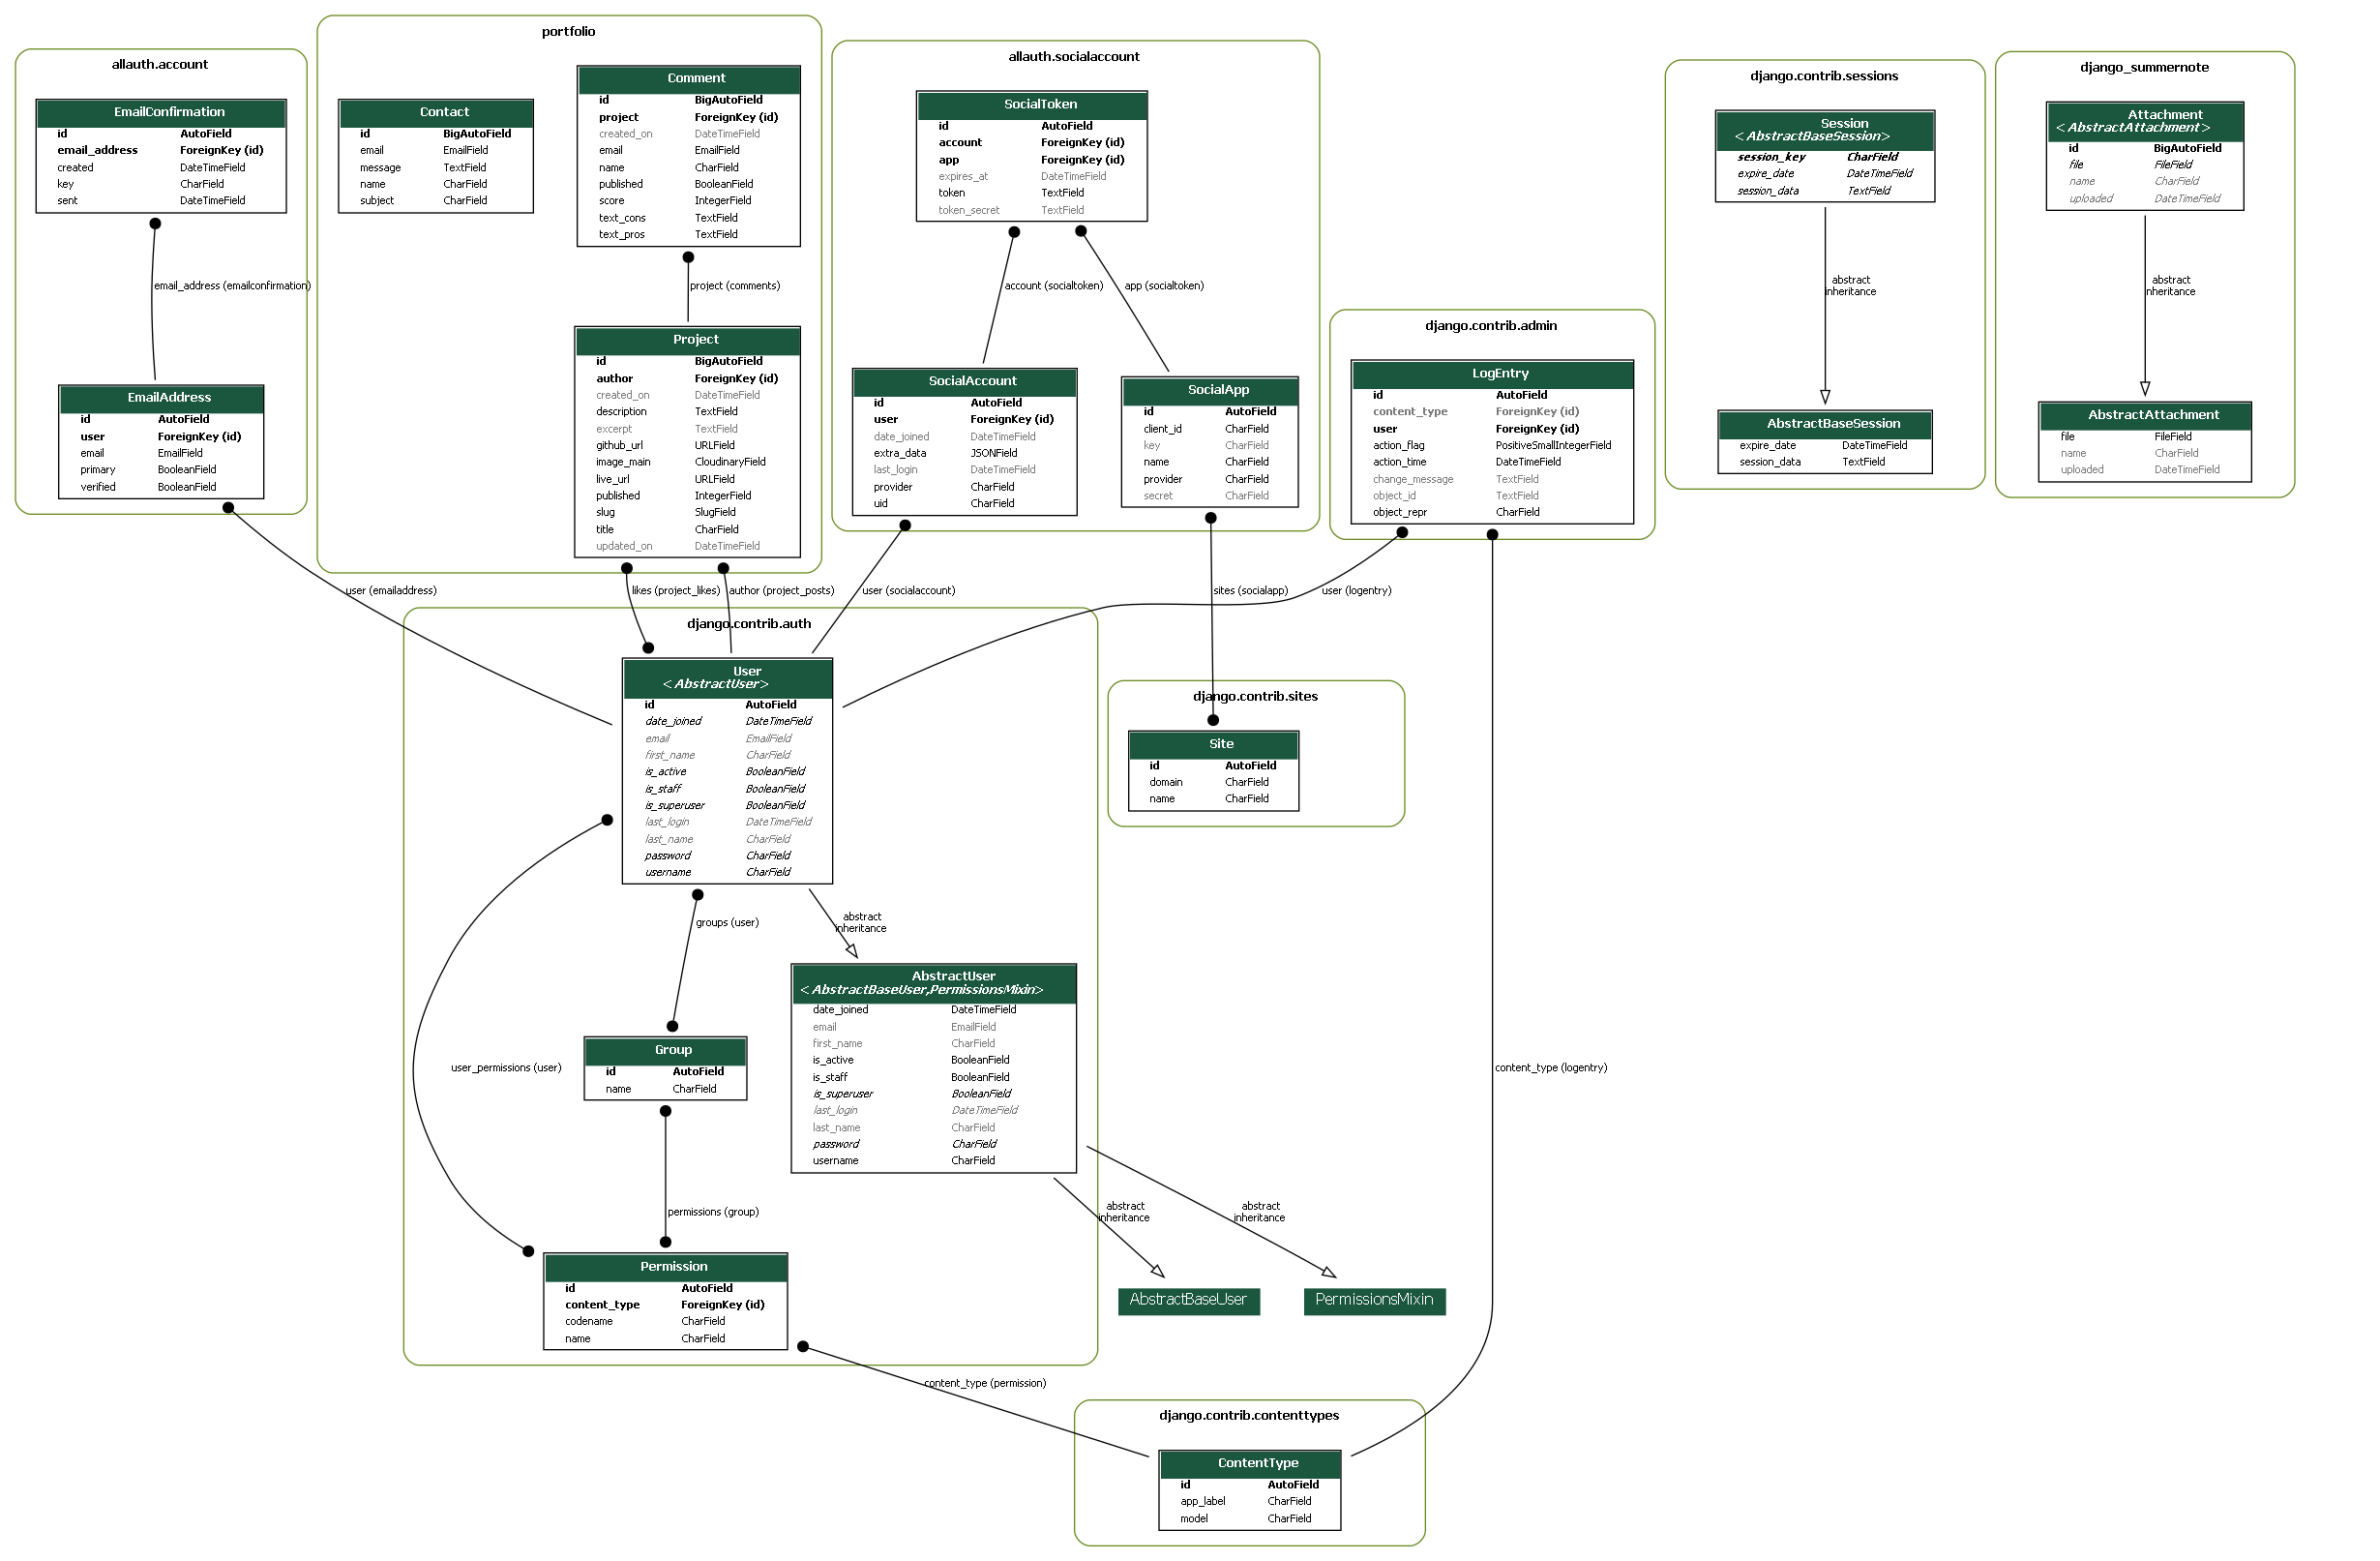 allauth.account
EmailConfirmation
id AutoField
email_address ForeignKey (id)
created DateTimeField
key CharField
sent DateTimeField
email_address (emailconfirmation)
EmailAddress
id AutoField
user ForeignKey (id)
email EmailField
primary BooleanField
verified BooleanField
portfolio
Contact
id BigAutoField
email EmailField
message TextField
name CharField
subject CharField
Comment
id BigAutoField
project ForeignKey (id)
created_on DateTimeField
email EmailField
name CharField
published BooleanField
score IntegerField
text_cons TextField
text_pros TextField
project (comments)
Project
id BigAutoField
author ForeignKey (id)
created_on DateTimeField
description TextField
excerpt TextField
github_url URLField
image_main CloudinaryField
live_url URLField
published IntegerField
slug SlugField
title CharField
updated_on DateTimeField
allauth.socialaccount
SocialToken
id AutoField
account ForeignKey (id)
app ForeignKey (id)
expires_at DateTimeField
token TextField
token_secret TextField
account (socialtoken)
app (socialtoken)
SocialAccount
id AutoField
user ForeignKey (id)
date_joined DateTimeField
extra_data JSONField
last_login DateTimeField
provider CharField
uid CharField
SocialApp
id AutoField
client_id CharField
key CharField
name CharField
provider CharField
secret CharField
django.contrib.admin
LogEntry
id AutoField
content_type ForeignKey (id)
user ForeignKey (id)
action_flag PositiveSmallIntegerField
action_time DateTimeField
change_message TextField
object_id TextField
object_repr CharField
django.contrib.sessions
Session
<AbstractBaseSession>
session_key CharField
expire_date DateTimeField
session_data TextField
abstract
inheritance
AbstractBaseSession
expire_date DateTimeField
session_data TextField
django_summernote
Attachment
<AbstractAttachment>
id BigAutoField
file FileField
name CharField
uploaded DateTimeField
abstract
inheritance
AbstractAttachment
file FileField
name CharField
uploaded DateTimeField
user (emailaddress)
likes (project_likes)
author (project_posts)
user (socialaccount)
sites (socialapp)
user (logentry)
django.contrib.auth
User
<AbstractUser>
id AutoField
date_joined DateTimeField
email EmailField
first_name CharField
is_active BooleanField
is_staff BooleanField
is_superuser BooleanField
last_login DateTimeField
last_name CharField
password CharField
username CharField
django.contrib.sites
Site
id AutoField
domain CharField
name CharField
groups (user)
abstract
inheritance
AbstractUser
<AbstractBaseUser,PermissionsMixin>
date_joined DateTimeField
email EmailField
first_name CharField
is_active BooleanField
is_staff BooleanField
is_superuser BooleanField
last_login DateTimeField
last_name CharField
password CharField
username CharField
Group
id AutoField
name CharField
user_permissions (user)
content_type (logentry)
permissions (group)
abstract
inheritance
abstract
inheritance
Permission
id AutoField
content_type ForeignKey (id)
codename CharField
name CharField
AbstractBaseUser
PermissionsMixin
content_type (permission)
django.contrib.contenttypes
ContentType
id AutoField
app_label CharField
model CharField